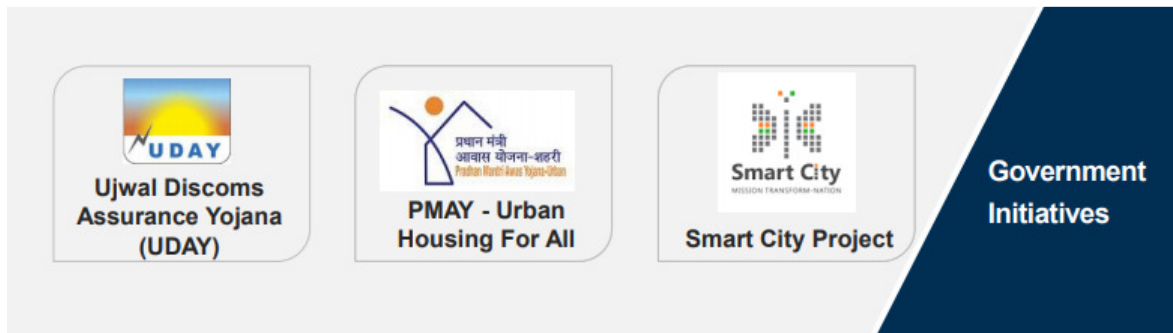 UDAY
Ujwal Discoms
Assurance Yojana
(UDAY)
प्रधान मंत्री
आवास योजना-शहरी
Pradhan Mantri Awas Yojana-Urban
PMAY - Urban
Housing For All
Smart City
MISSION TRANSFORM-NATION
Smart City Project
Government
Initiatives